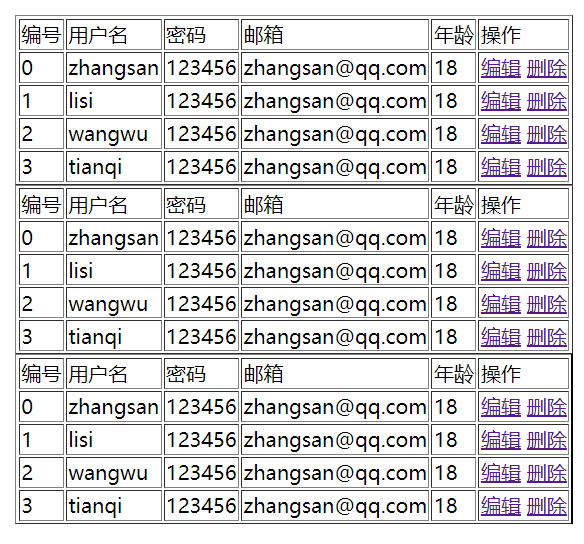 编号 用户名 密码 邮箱 年龄 操作
0 zhangsan 123456 zhangsan@qq.com 18 编辑 删除
1 lisi 123456 zhangsan@qq.com 18 编辑 删除
2 wangwu 123456 zhangsan@qq.com 18 编辑 删除
3 tianqi 123456 zhangsan@qq.com 18 编辑 删除
编号 用户名 密码 邮箱 年龄 操作
0 zhangsan 123456 zhangsan@qq.com 18 编辑 删除
1 lisi 123456 zhangsan@qq.com 18 编辑 删除
2 wangwu 123456 zhangsan@qq.com 18 编辑 删除
3 tianqi 123456 zhangsan@qq.com 18 编辑 删除
编号 用户名 密码 邮箱 年龄 操作
0 zhangsan 123456 zhangsan@qq.com 18 编辑 删除
1 lisi 123456 zhangsan@qq.com 18 编辑 删除
2 wangwu 123456 zhangsan@qq.com 18 编辑 删除
3 tianqi 123456 zhangsan@qq.com 18 编辑 删除